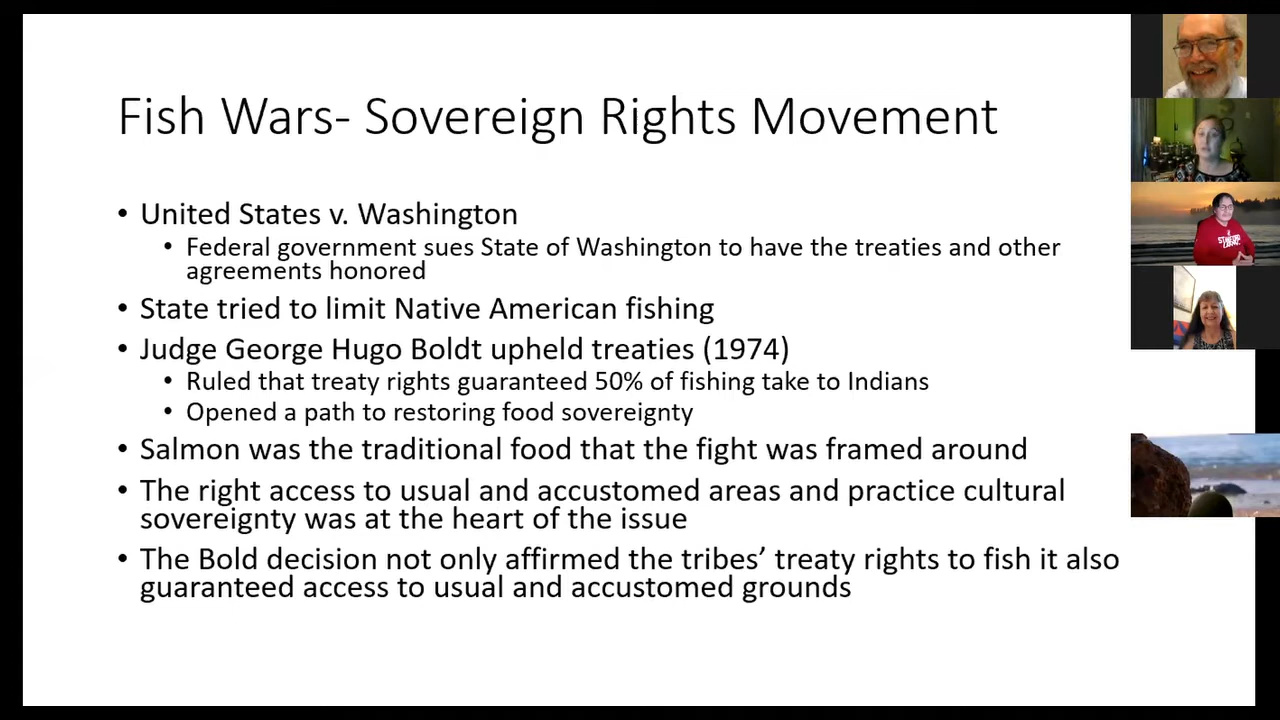 Fish Wars- Sovereign Rights Movement
• United States v. Washington
• Federal government sues State of Washington to have the treaties and other
agreements honored
• State tried to limit Native American fishing
• Judge George Hugo Boldt upheld treaties (1974)
• Ruled that treaty rights guaranteed 50% of fishing take to Indians
• Opened a path to restoring food sovereignty
• Salmon was the traditional food that the fight was framed around
• The right access to usual and accustomed areas and practice cultural
sovereignty was at the heart of the issue
• The Bold decision not only affirmed the tribes’ treaty rights to fish it also
guaranteed access to usual and accustomed grounds